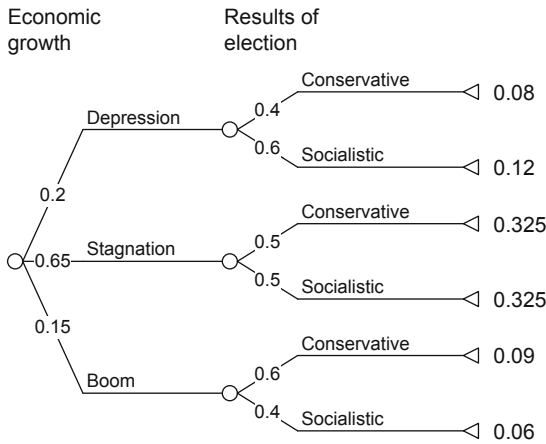 Economic
growth
Results of
election
Conservative
0.08
Depression
0.4
0.6
Socialistic
0.12
0.2
Conservative
0.325
Stagnation
0.5
0.65
0.5
Socialistic
0.325
0.15
Conservative
0.09
Boom
0.6
0.4
Socialistic
0.06